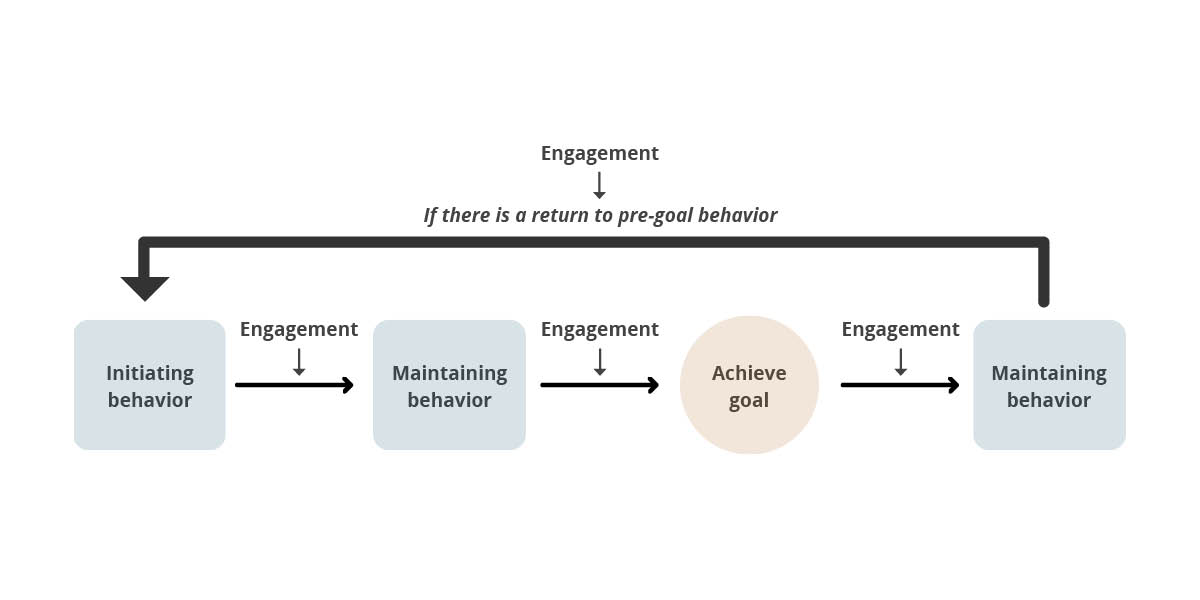 Engagement
If there is a return to pre-goal behavior
Engagement
Engagement
Engagement
Initiating
behavior
Maintaining
behavior
Achieve
goal
Maintaining
behavior